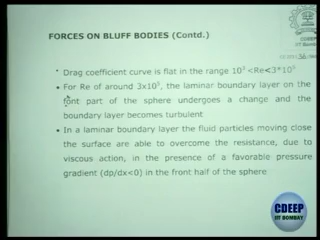 FORCES ON BLUFF BODIES (Contd.)
• Drag coefficient curve is flat in the range 10³ <Re<3*10⁵
• For Re of around 3x10⁵, the laminar boundary layer on the
font part of the sphere undergoes a change and the
boundary layer becomes turbulent
• In a laminar boundary layer the fluid particles moving close
the surface are able to overcome the resistance, due to
viscous action, in the presence of a favorable pressure
gradient (dp/dx<0) in the front half of the sphere
CDEEP
IIT BOMBAY